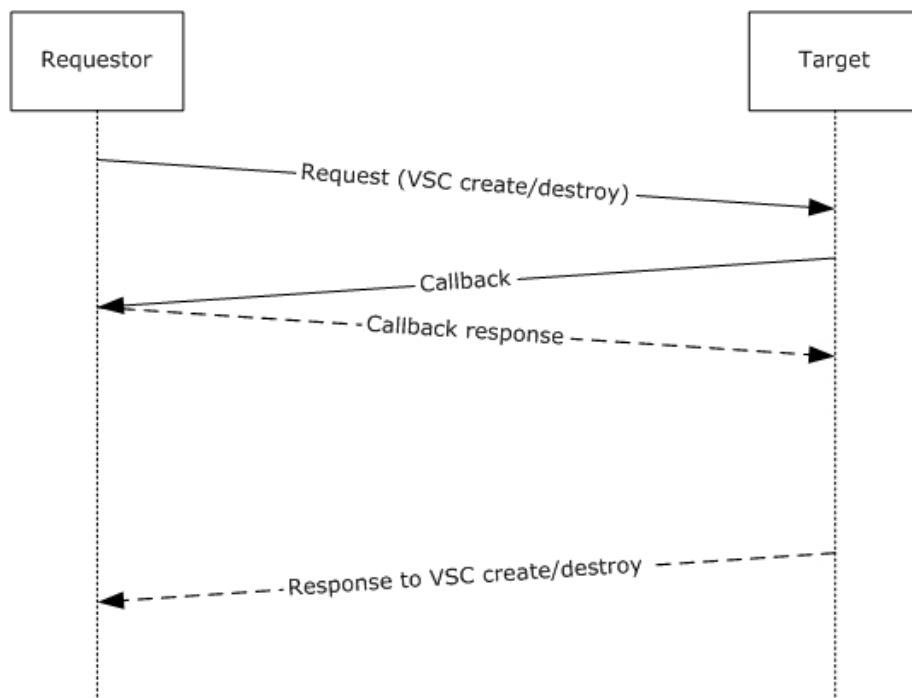 Requestor
Target
Request (VSC create/destroy)
Callback
Callback response
Response to VSC create/destroy